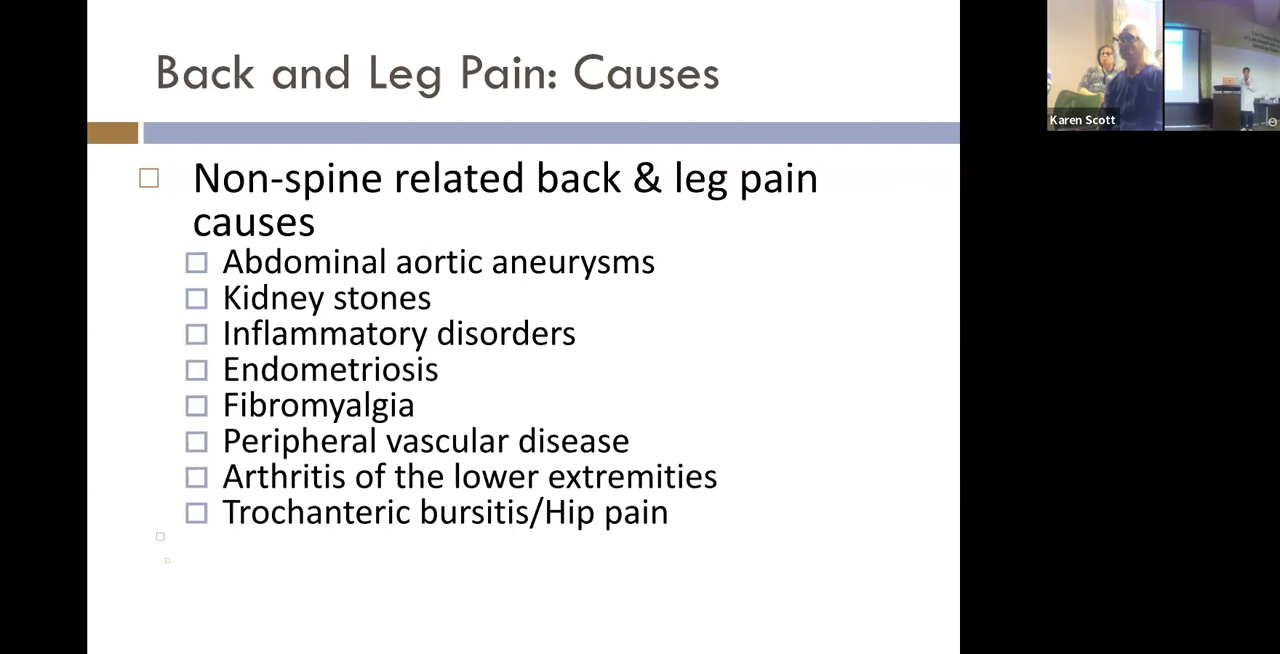 Back and Leg Pain: Causes
Non-spine related back & leg pain
causes
Abdominal aortic aneurysms
Kidney stones
Inflammatory disorders
Endometriosis
Fibromyalgia
Peripheral vascular disease
Arthritis of the lower extremities
Trochanteric bursitis/Hip pain
Karen Scott